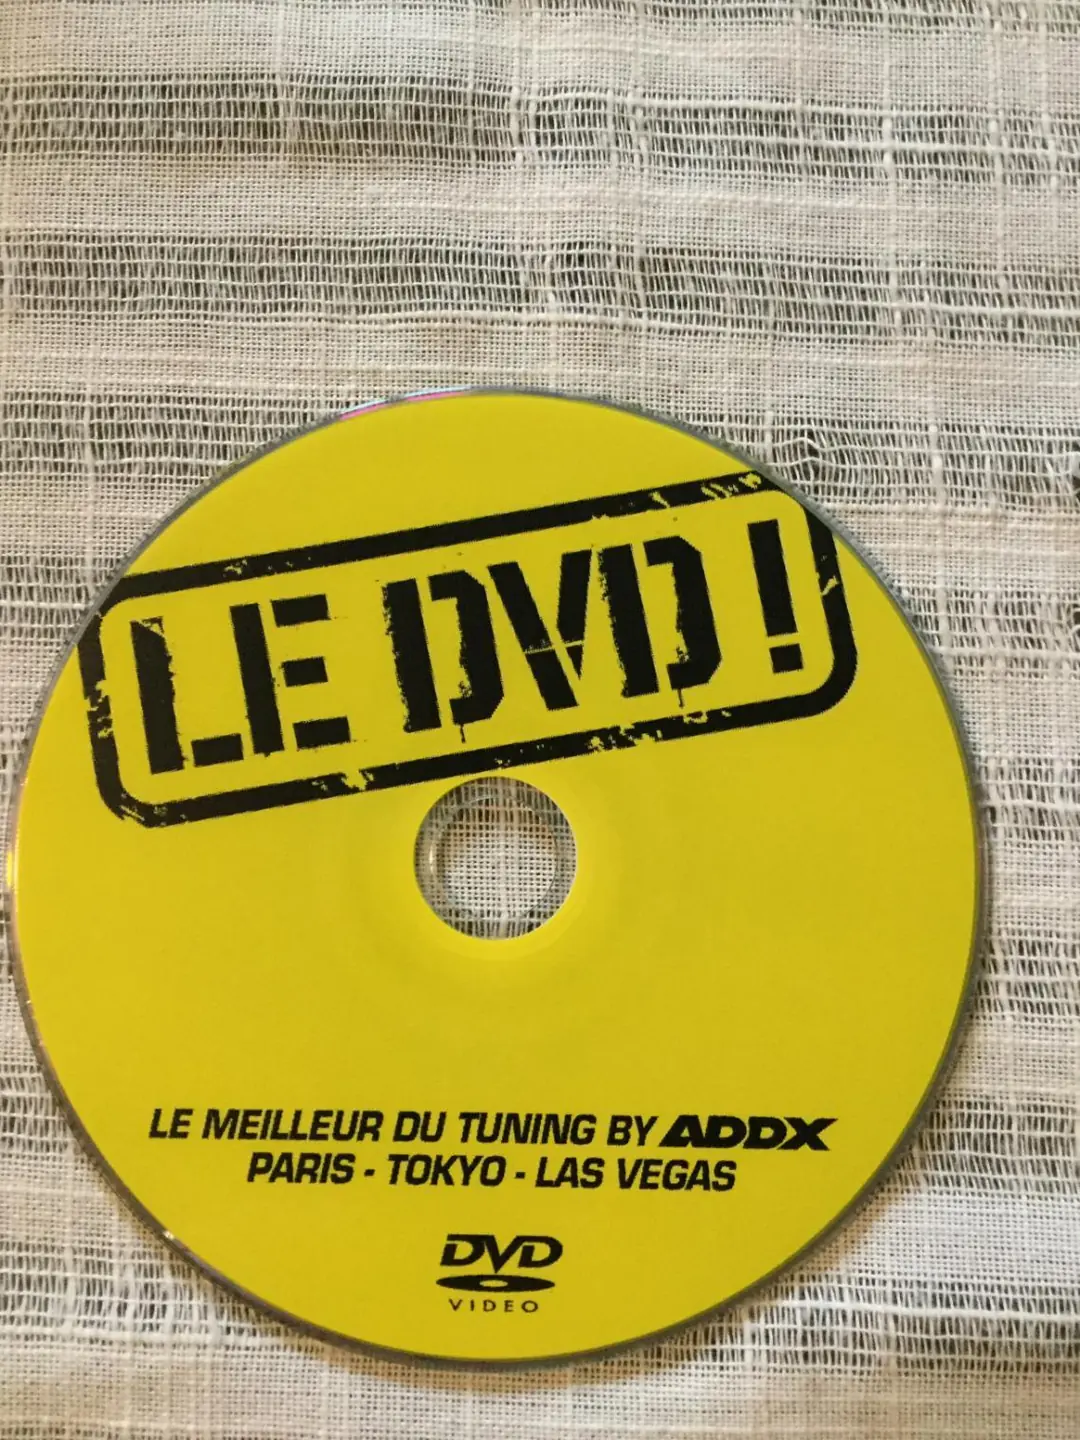 LE DVD !
LE MEILLEUR DU TUNING BY ADDX
PARIS - TOKYO - LAS VEGAS
DVD
VIDEO